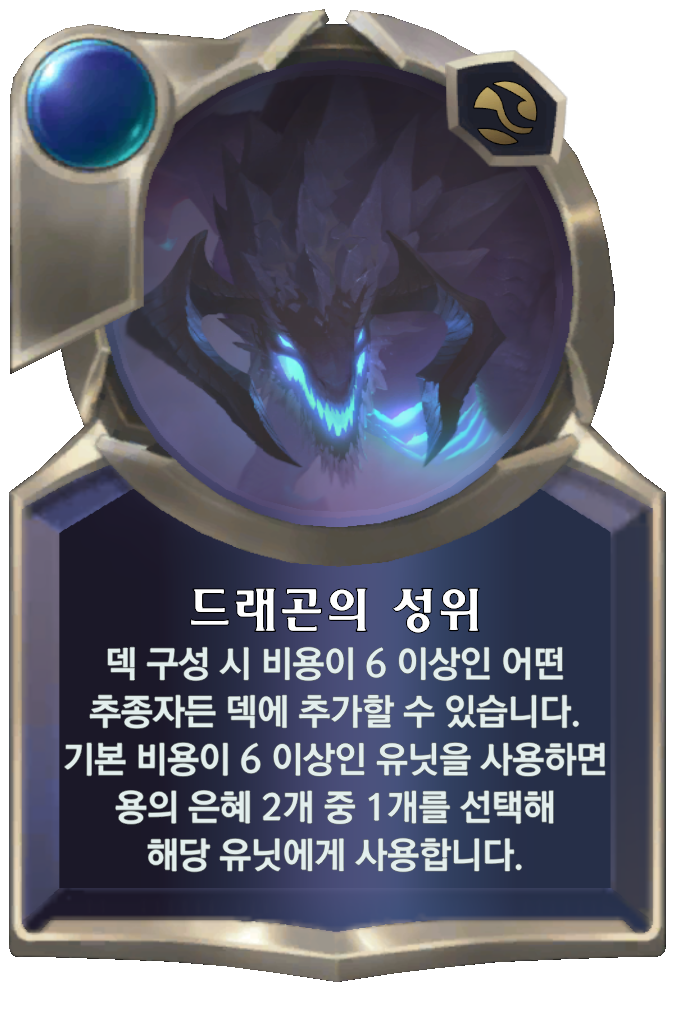 드래곤의 성위
덱 구성 시 비용이 6 이상인 어떤
추종자든 덱에 추가할 수 있습니다.
기본 비용이 6 이상인 유닛을 사용하면
용의 은혜 2개 중 1개를 선택해
해당 유닛에게 사용합니다.